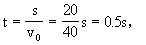 t = s/v₀ = 20/40 s = 0.5s,